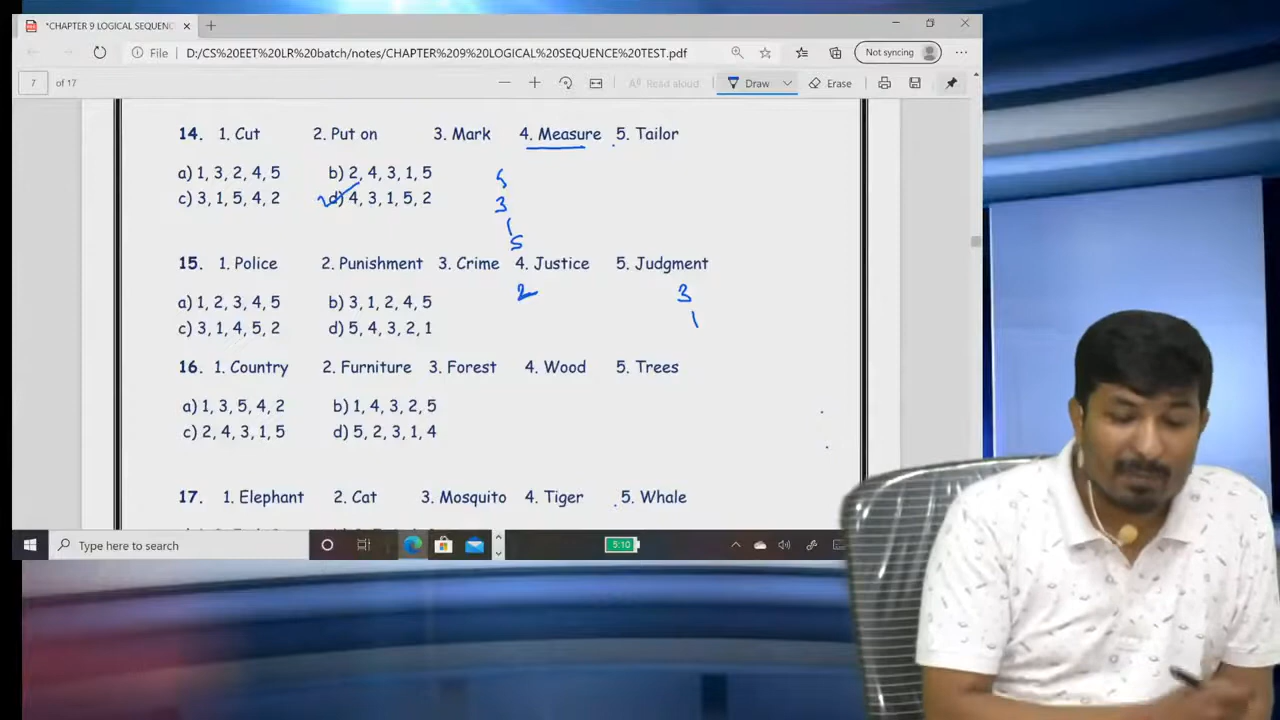 *CHAPTER 9 LOGICAL SEQUENC
File D:/CS%20EET%20LR%20batch/notes/CHAPTER%209%20LOGICAL%20SEQUENCE%20TEST.pdf Not syncing
7 of 17 Read aloud Draw Erase
14. 1. Cut 2. Put on 3. Mark 4. Measure 5. Tailor
a) 1, 3, 2, 4, 5 b) 2, 4, 3, 1, 5
c) 3, 1, 5, 4, 2 d) 4, 3, 1, 5, 2
3
1
5
15. 1. Police 2. Punishment 3. Crime 4. Justice 5. Judgment
2 3
a) 1, 2, 3, 4, 5 b) 3, 1, 2, 4, 5
1
c) 3, 1, 4, 5, 2 d) 5, 4, 3, 2, 1
16. 1. Country 2. Furniture 3. Forest 4. Wood 5. Trees
a) 1, 3, 5, 4, 2 b) 1, 4, 3, 2, 5
c) 2, 4, 3, 1, 5 d) 5, 2, 3, 1, 4
17. 1. Elephant 2. Cat 3. Mosquito 4. Tiger 5. Whale
Type here to search 5:10